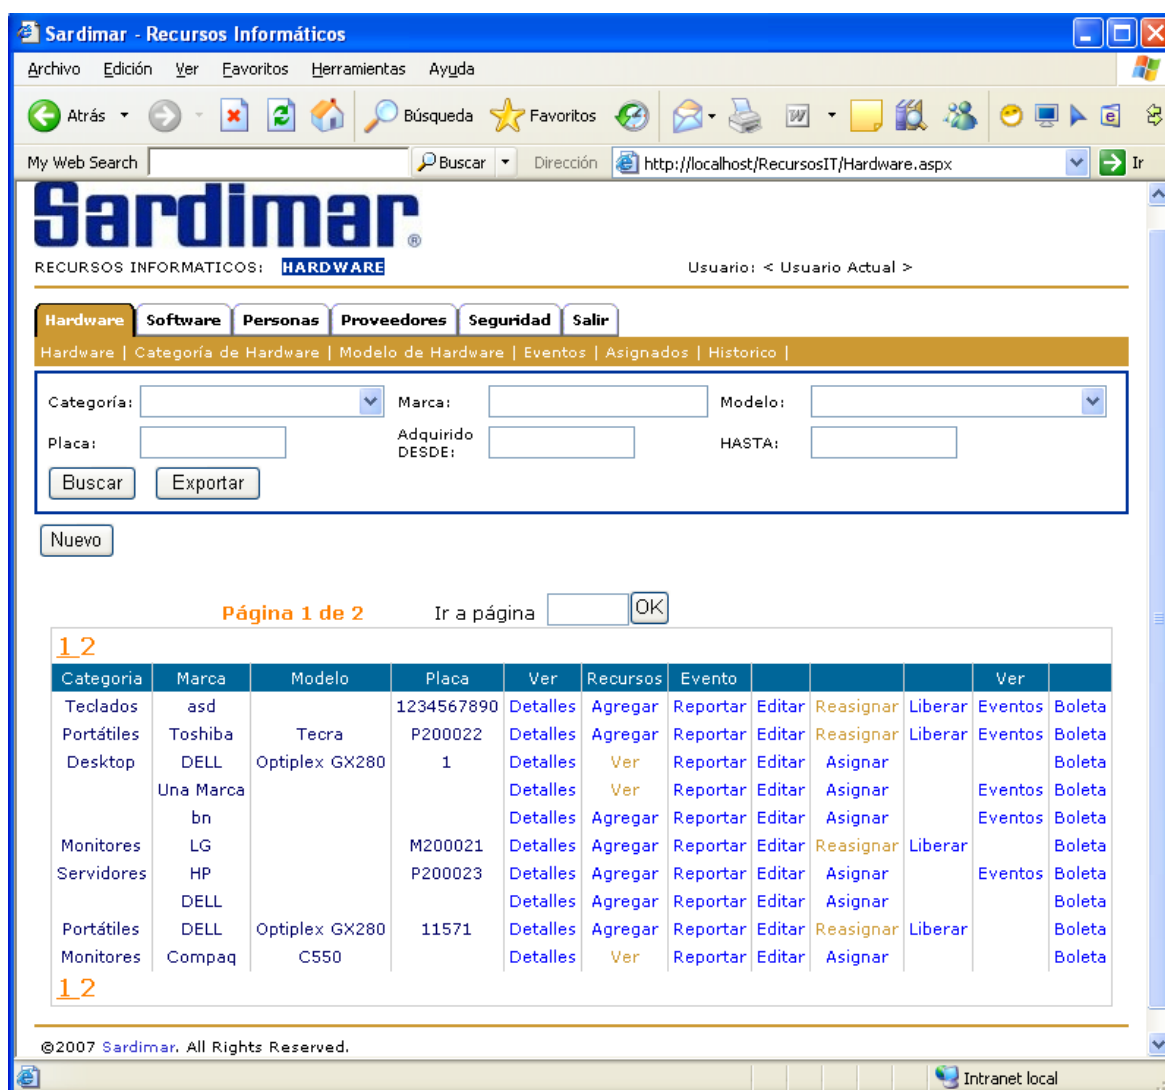 Sardimar - Recursos Informáticos
Archivo Edición Ver Favoritos Herramientas Ayuda
Atrás Búsqueda Favoritos
My Web Search Buscar Dirección http://localhost/RecursosIT/Hardware.aspx Ir
Sardimar®
RECURSOS INFORMATICOS: HARDWARE Usuario: < Usuario Actual >
Hardware Software Personas Proveedores Seguridad Salir
Hardware | Categoría de Hardware | Modelo de Hardware | Eventos | Asignados | Historico |
Categoría: Marca: Modelo:
Placa: Adquirido DESDE: HASTA:
Buscar Exportar
Nuevo
Página 1 de 2 Ir a página OK
1 2
Categoria Marca Modelo Placa Ver Recursos Evento Ver
Teclados asd 1234567890 Detalles Agregar Reportar Editar Reasignar Liberar Eventos Boleta
Portátiles Toshiba Tecra P200022 Detalles Agregar Reportar Editar Reasignar Liberar Eventos Boleta
Desktop DELL Optiplex GX280 1 Detalles Ver Reportar Editar Asignar Boleta
Una Marca Detalles Ver Reportar Editar Asignar Eventos Boleta
bn Detalles Agregar Reportar Editar Asignar Eventos Boleta
Monitores LG M200021 Detalles Agregar Reportar Editar Reasignar Liberar Boleta
Servidores HP P200023 Detalles Agregar Reportar Editar Asignar Eventos Boleta
DELL Detalles Agregar Reportar Editar Asignar Boleta
Portátiles DELL Optiplex GX280 11571 Detalles Agregar Reportar Editar Reasignar Liberar Boleta
Monitores Compaq C550 Detalles Ver Reportar Editar Asignar Boleta
1 2
©2007 Sardimar. All Rights Reserved.
Intranet local